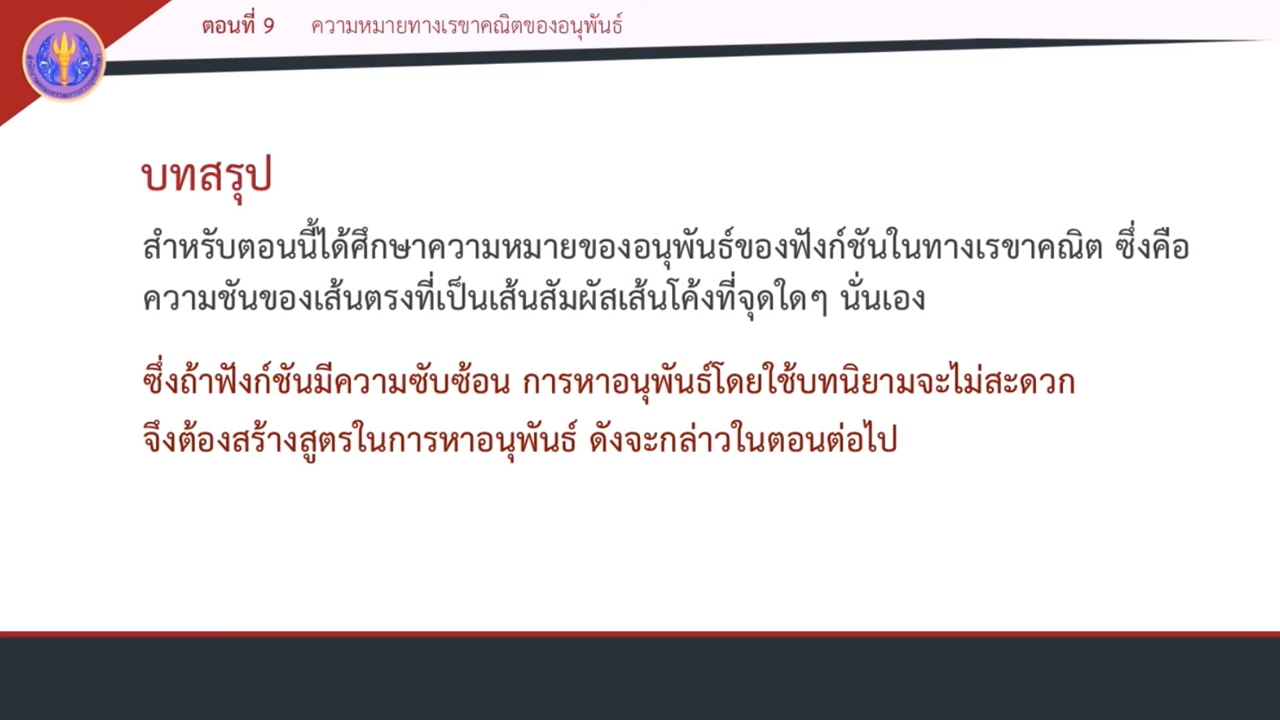 ตอนที่ 9 ความหมายทางเรขาคณิตของอนุพันธ์
บทสรุป
สำหรับตอนนี้ได้ศึกษาความหมายของอนุพันธ์ของฟังก์ชันในทางเรขาคณิต ซึ่งคือ
ความชันของเส้นตรงที่เป็นเส้นสัมผัสเส้นโค้งที่จุดใดๆ นั่นเอง
ซึ่งถ้าฟังก์ชันมีความซับซ้อน การหาอนุพันธ์โดยใช้บทนิยามจะไม่สะดวก
จึงต้องสร้างสูตรในการหาอนุพันธ์ ดังจะกล่าวในตอนต่อไป